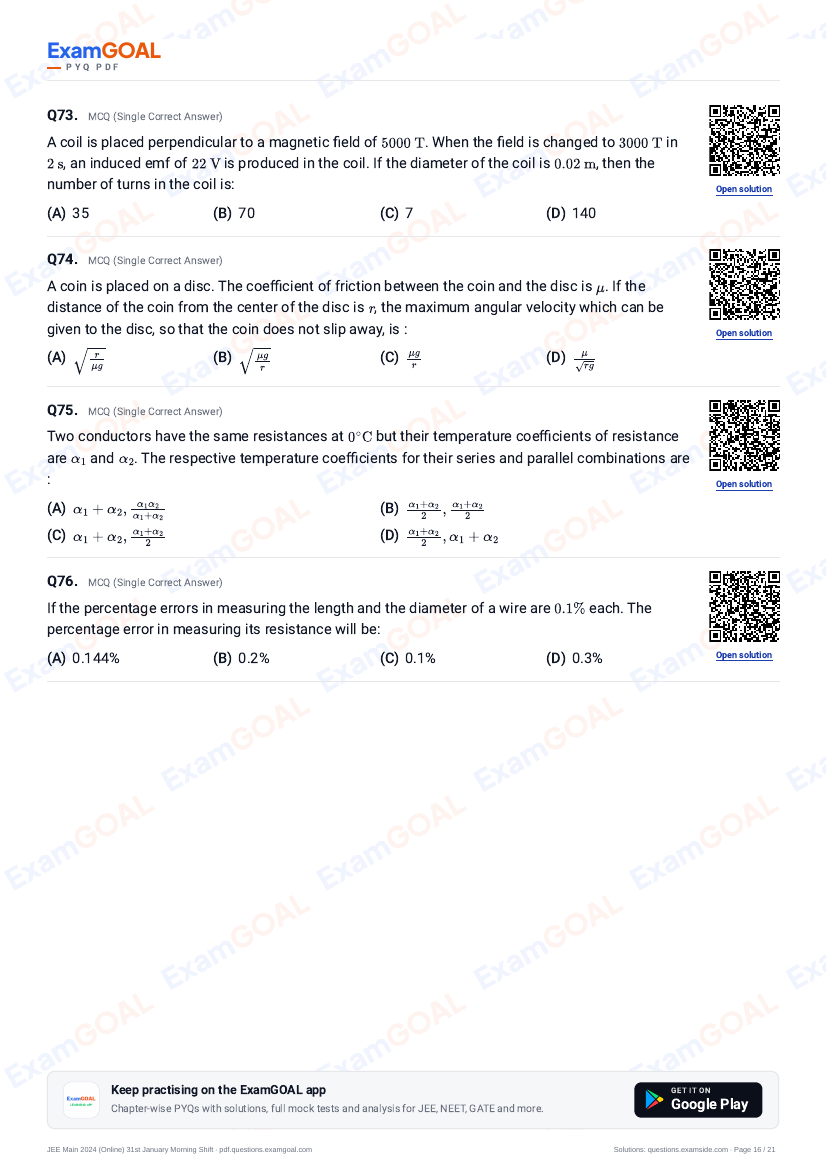 ExamGOAL
PYQ PDF
Q73. MCQ (Single Correct Answer)
A coil is placed perpendicular to a magnetic field of 5000 T. When the field is changed to 3000 T in
2 s, an induced emf of 22 V is produced in the coil. If the diameter of the coil is 0.02 m, then the
number of turns in the coil is:
Open solution
(A) 35 (B) 70 (C) 7 (D) 140
Q74. MCQ (Single Correct Answer)
A coin is placed on a disc. The coefficient of friction between the coin and the disc is μ. If the
distance of the coin from the center of the disc is r, the maximum angular velocity which can be
given to the disc, so that the coin does not slip away, is :
Open solution
(A) √(r/μg) (B) √(μg/r) (C) μg/r (D) μ/√(rg)
Q75. MCQ (Single Correct Answer)
Two conductors have the same resistances at 0°C but their temperature coefficients of resistance
are α₁ and α₂. The respective temperature coefficients for their series and parallel combinations are
:
Open solution
(A) α₁ + α₂, α₁α₂/(α₁+α₂) (B) (α₁+α₂)/2, (α₁+α₂)/2
(C) α₁ + α₂, (α₁+α₂)/2 (D) (α₁+α₂)/2, α₁ + α₂
Q76. MCQ (Single Correct Answer)
If the percentage errors in measuring the length and the diameter of a wire are 0.1% each. The
percentage error in measuring its resistance will be:
Open solution
(A) 0.144% (B) 0.2% (C) 0.1% (D) 0.3%
Keep practising on the ExamGOAL app
Chapter-wise PYQs with solutions, full mock tests and analysis for JEE, NEET, GATE and more.
GET IT ON
Google Play
JEE Main 2024 (Online) 31st January Morning Shift · pdf.questions.examgoal.com
Solutions: questions.examside.com · Page 16 / 21